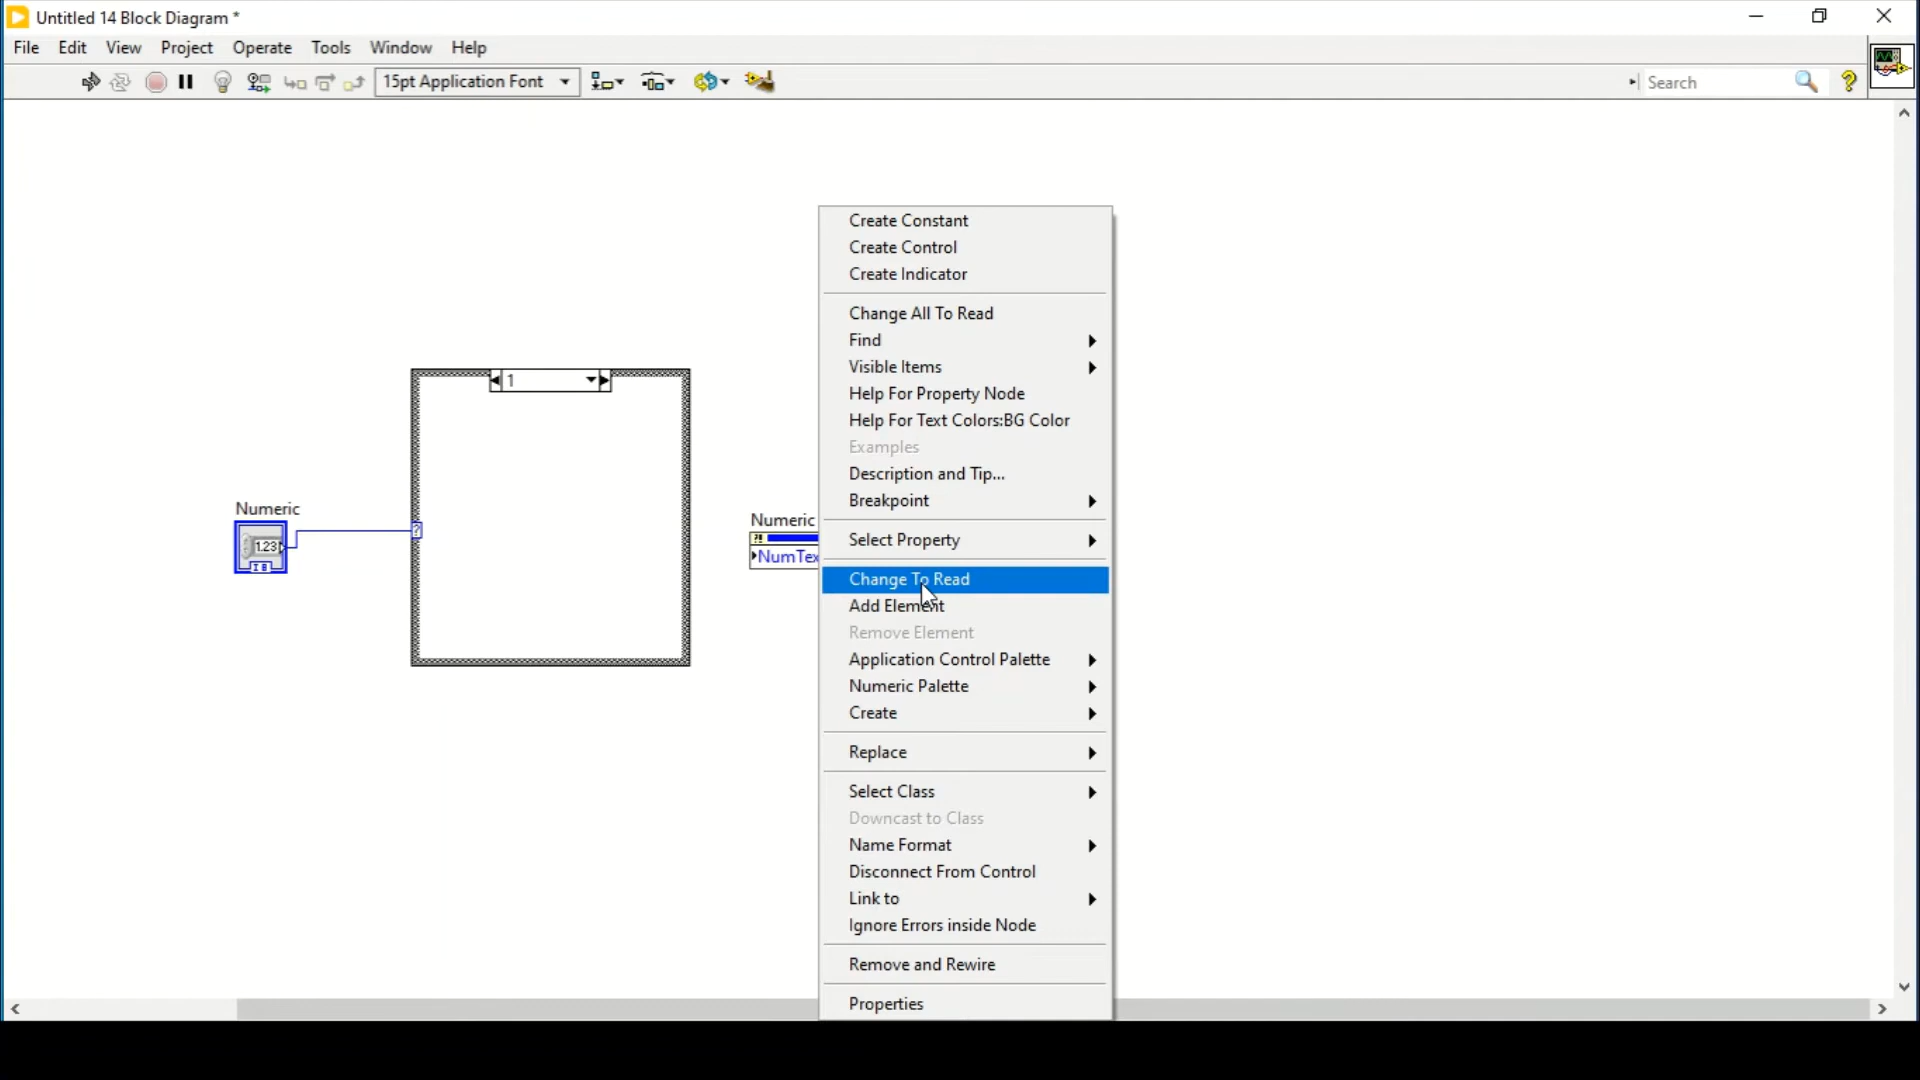 Untitled 14 Block Diagram *
File Edit View Project Operate Tools Window Help
15pt Application Font
Search
?
Create Constant
Create Control
Create Indicator
Change All To Read
Find
Visible Items
Help For Property Node
Help For Text Colors:BG Color
Examples
Description and Tip...
Breakpoint
Select Property
Change To Read
Add Element
Remove Element
Application Control Palette
Numeric Palette
Create
Replace
Select Class
Downcast to Class
Name Format
Disconnect From Control
Link to
Ignore Errors inside Node
Remove and Rewire
Properties
1
Numeric
1.23
?
Numeric
?!